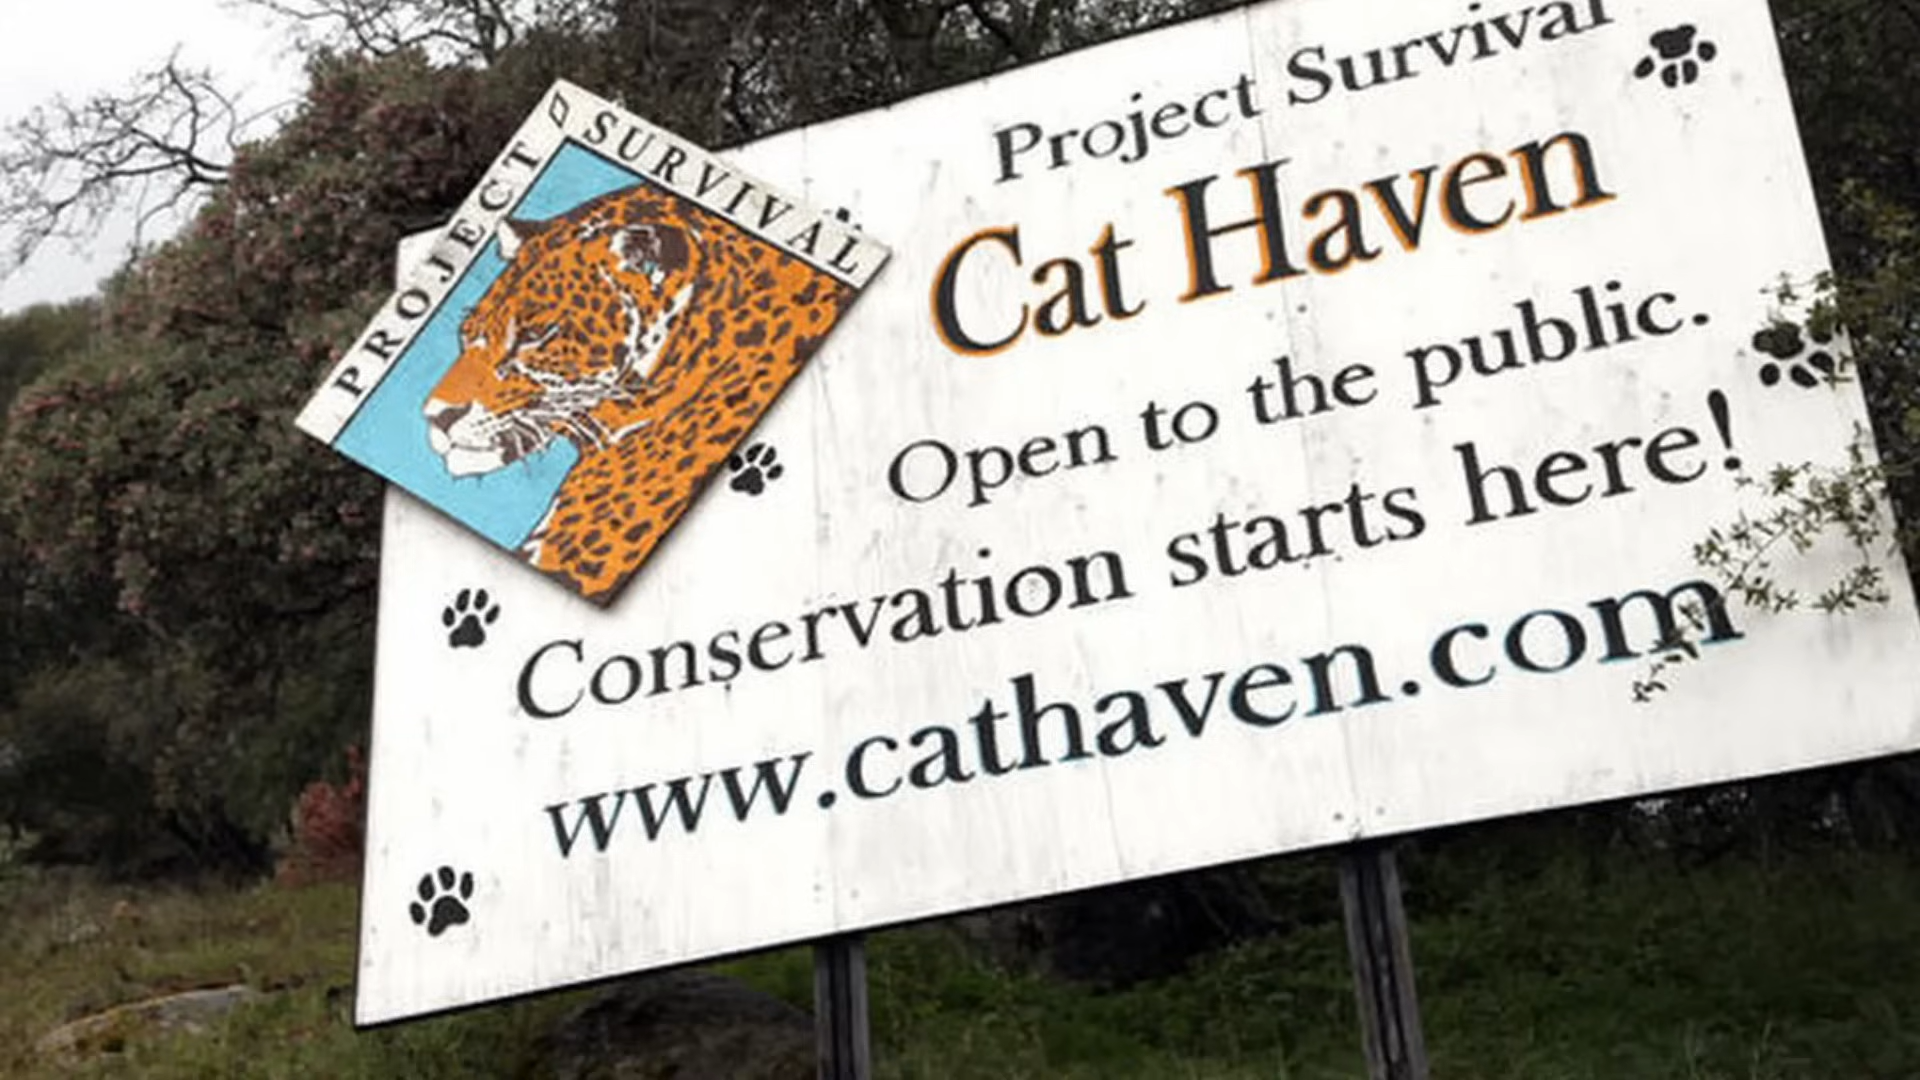 PROJECT SURVIVAL
Project Survival
Cat Haven
Open to the public.
Conservation starts here!
www.cathaven.com